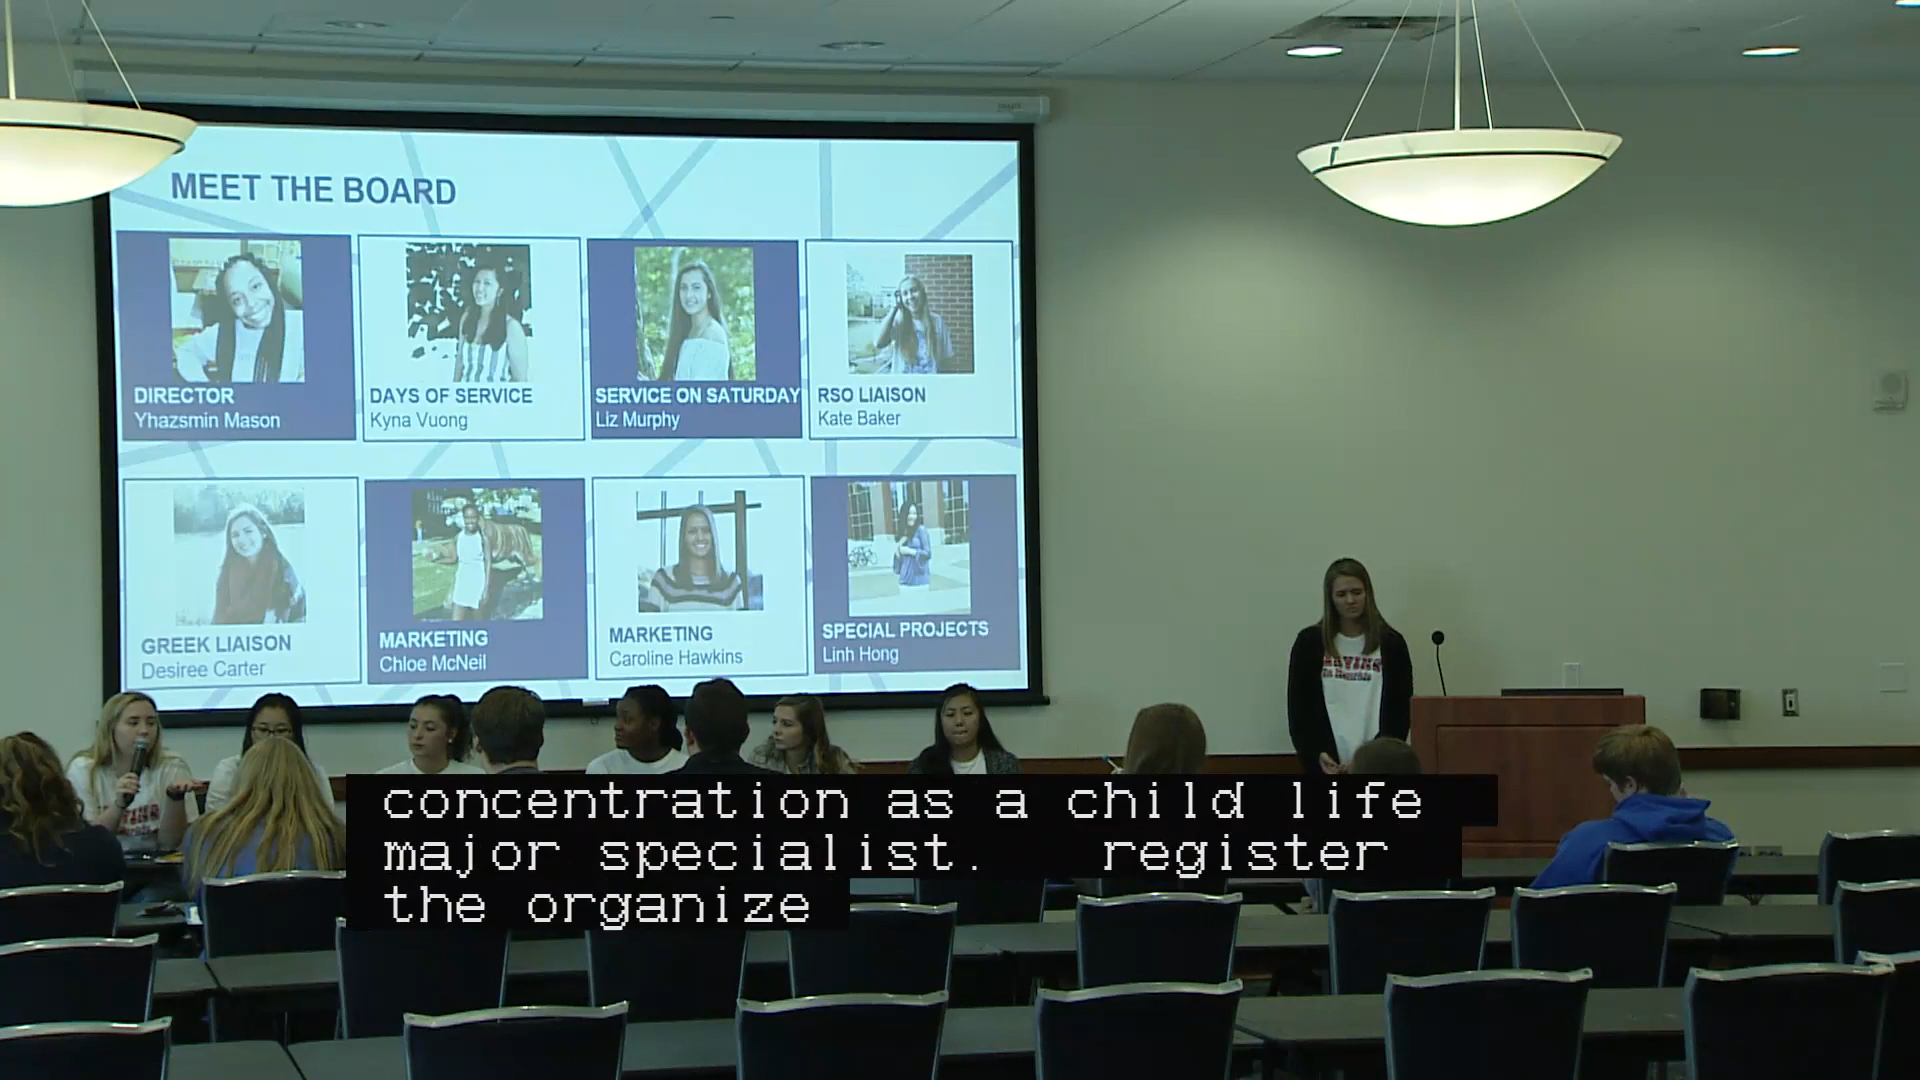 MEET THE BOARD
DIRECTOR
Yhazsmin Mason
DAYS OF SERVICE
Kyna Vuong
SERVICE ON SATURDAY
Liz Murphy
RSO LIAISON
Kate Baker
GREEK LIAISON
Desiree Carter
MARKETING
Chloe McNeil
MARKETING
Caroline Hawkins
SPECIAL PROJECTS
Linh Hong
concentration as a child life
major specialist. register
the organize